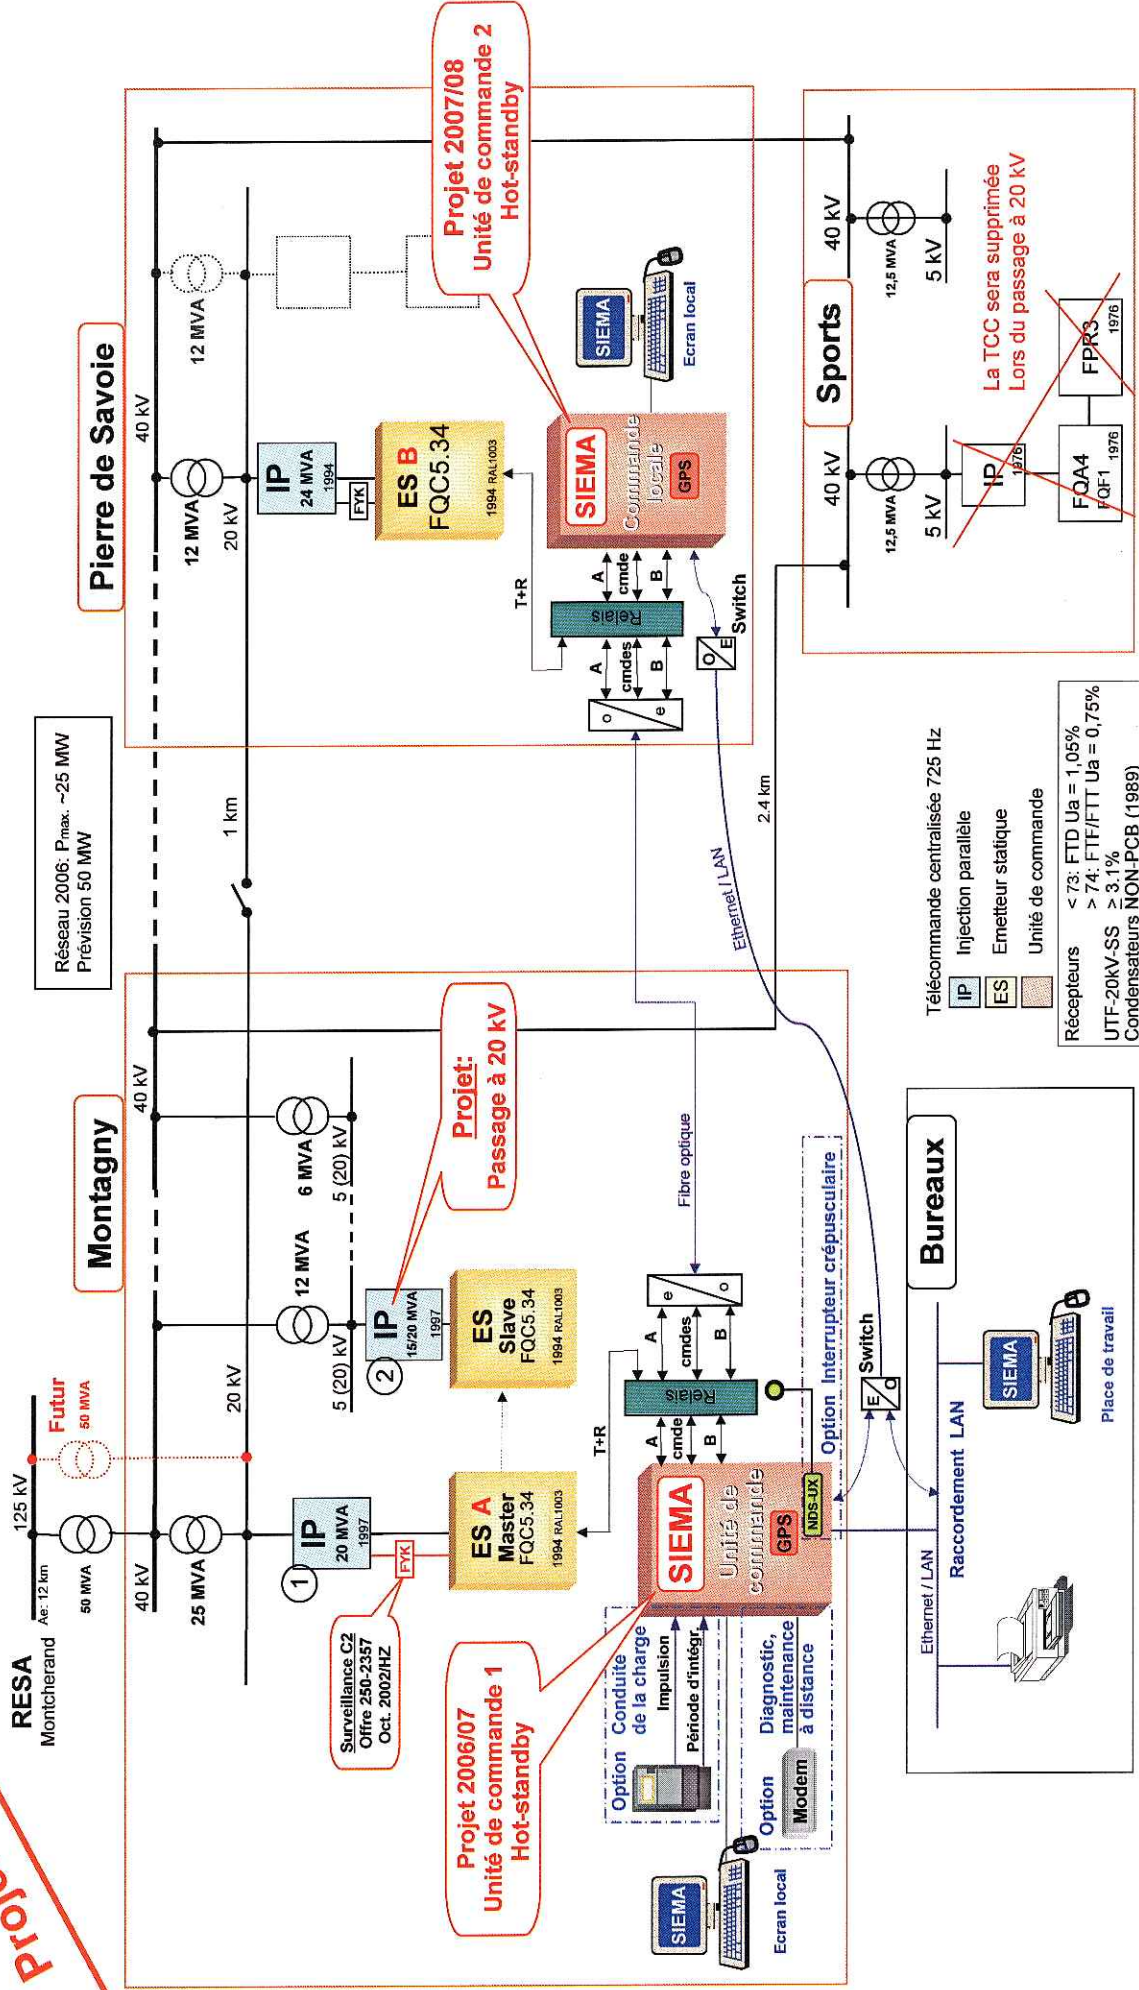 Proje
RESA
Montcherand
125 kV
Ae: 12 km
50 MVA
Futur
50 MVA
40 kV
25 MVA
20 kV
Montagny
40 kV
12 MVA
6 MVA
5 (20) kV
5 (20) kV
1
IP
20 MVA
1997
FYK
Surveillance C2
Offre 250-2357
Oct. 2002/HZ
ES A
Master
FQC5.34
1994 RAL1003
2
IP
15/20 MVA
1997
ES
Slave
FQC5.34
1994 RAL1003
Projet:
Passage à 20 kV
Projet 2006/07
Unité de commande 1
Hot-standby
T+R
SIEMA
Unité de
commande
GPS
NDS-UX
A
cmde
B
Relais
A
cmdes
B
e
o
Fibre optique
Option Conduite
de la charge
Impulsion
Période d'intégr.
Option
Diagnostic,
maintenance
à distance
Modem
SIEMA
Ecran local
Option Interrupteur crépusculaire
Switch
E
O
Ethernet / LAN
Réseau 2006: Pmax. ~25 MW
Prévision 50 MW
1 km
2.4 km
Pierre de Savoie
40 kV
12 MVA
20 kV
12 MVA
IP
24 MVA
1994
FYK
ES B
FQC5.34
1994 RAL1003
Projet 2007/08
Unité de commande 2
Hot-standby
T+R
o
e
A
cmdes
B
Relais
A
cmde
B
SIEMA
Commande
locale
GPS
SIEMA
Ecran local
O
E
Switch
Sports
40 kV
40 kV
12,5 MVA
5 kV
12,5 MVA
5 kV
IP
1976
FQA4
FQF1
1976
FPR3
1976
La TCC sera supprimée
Lors du passage à 20 kV
Bureaux
Ethernet / LAN
Raccordement LAN
SIEMA
Place de travail
Télécommande centralisée 725 Hz
IP Injection parallèle
ES Emetteur statique
Unité de commande
Récepteurs < 73: FTD Ua = 1,05%
> 74: FTF/FTT Ua = 0,75%
UTF-20kV-SS ≥ 3.1%
Condensateurs NON-PCB (1989)